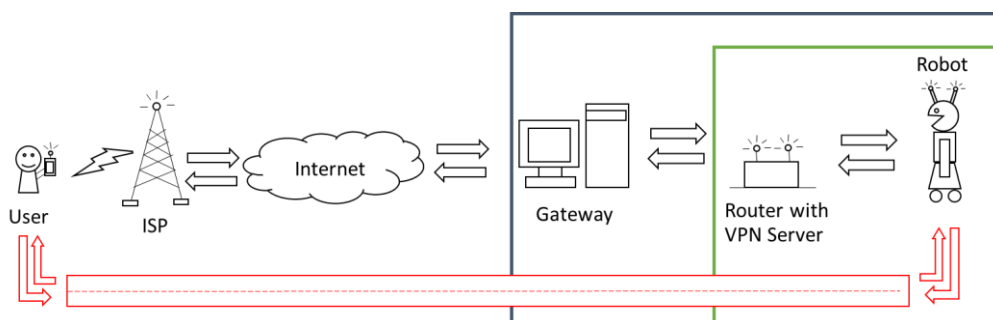 Robot
Internet
User
ISP
Gateway
Router with
VPN Server